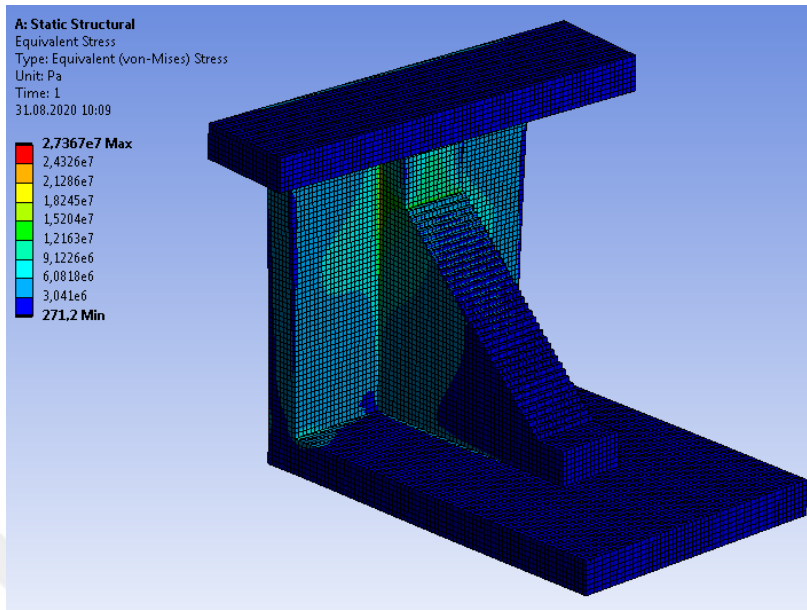 A: Static Structural
Equivalent Stress
Type: Equivalent (von-Mises) Stress
Unit: Pa
Time: 1
31.08.2020 10:09
2,7367e7 Max
2,4326e7
2,1286e7
1,8245e7
1,5204e7
1,2163e7
9,1226e6
6,0818e6
3,041e6
271,2 Min